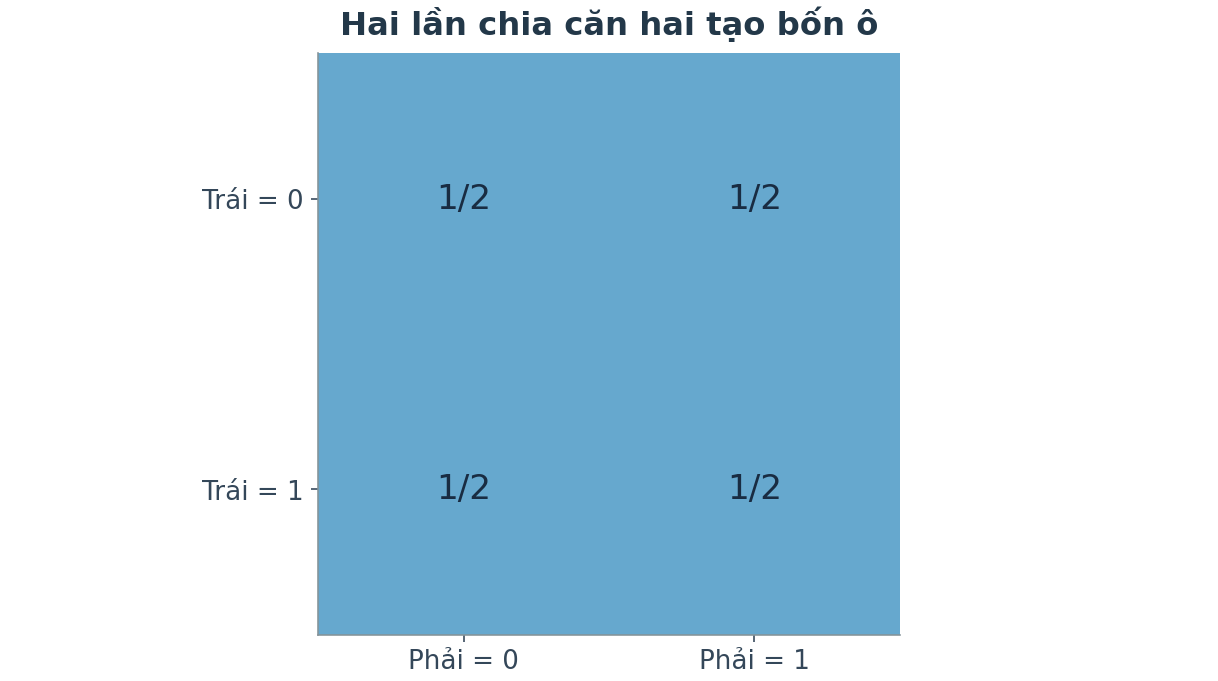 Hai lần chia căn hai tạo bốn ô
Trái = 0
1/2
1/2
Trái = 1
1/2
1/2
Phải = 0
Phải = 1